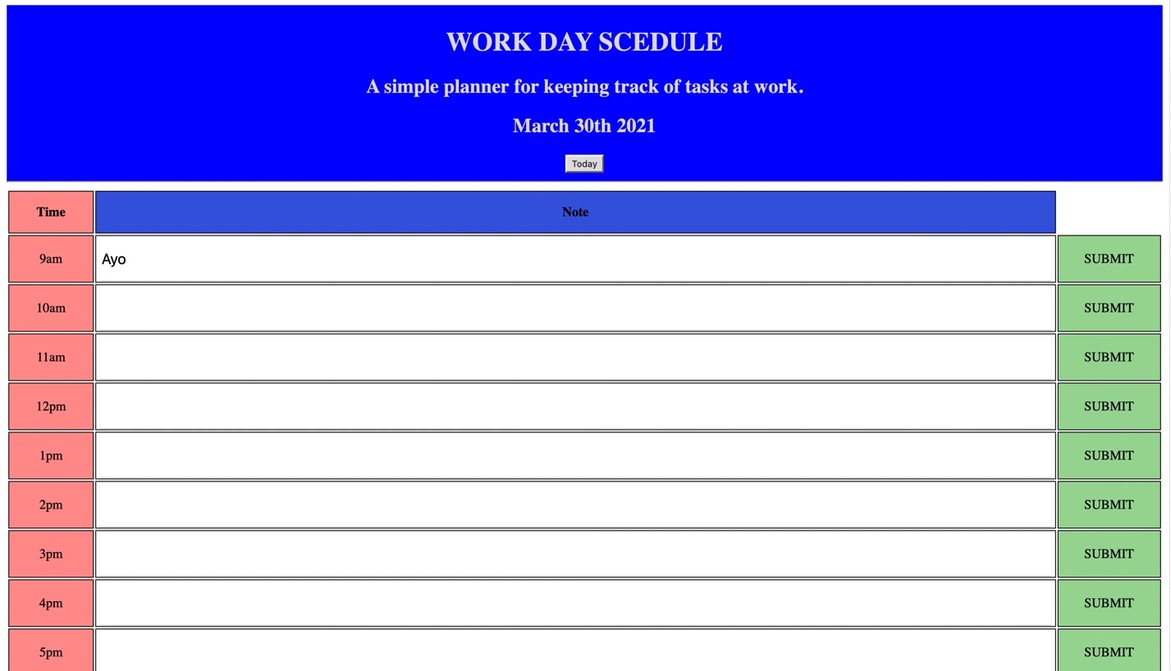 WORK DAY SCEDULE
A simple planner for keeping track of tasks at work.
March 30th 2021
Today
Time Note
9am Ayo SUBMIT
10am SUBMIT
11am SUBMIT
12pm SUBMIT
1pm SUBMIT
2pm SUBMIT
3pm SUBMIT
4pm SUBMIT
5pm SUBMIT